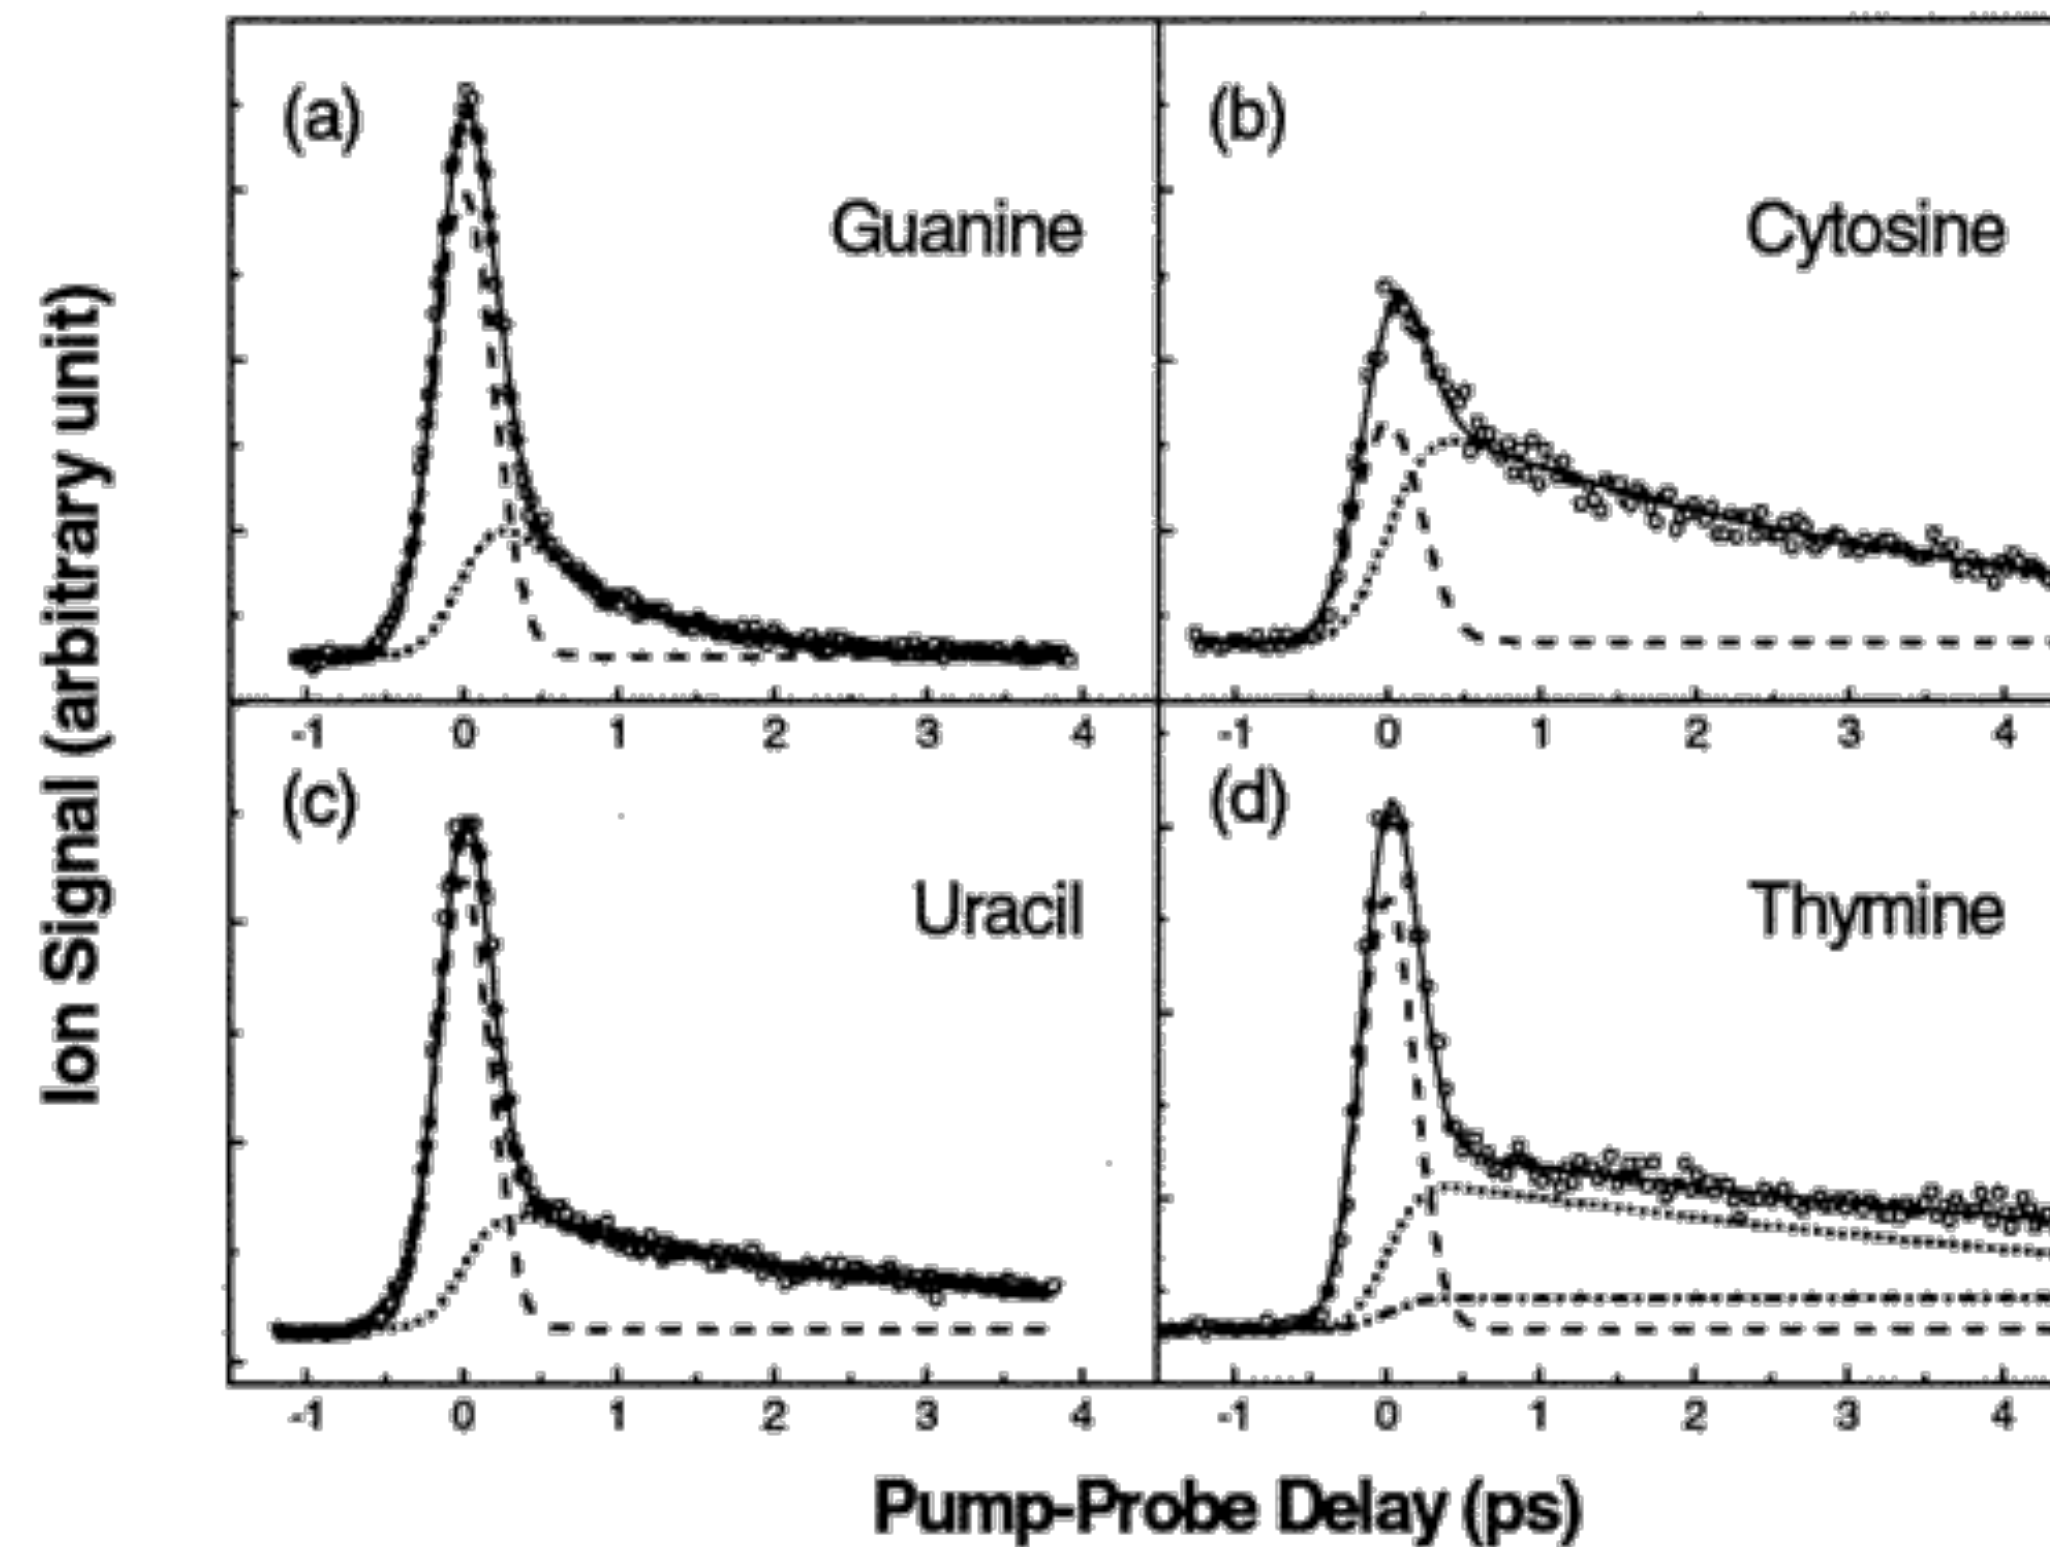 Ion Signal (arbitrary unit)
(a)
Guanine
(b)
Cytosine
-1 0 1 2 3 4
-1 0 1 2 3 4
(c)
Uracil
(d)
Thymine
-1 0 1 2 3 4
-1 0 1 2 3 4
Pump-Probe Delay (ps)